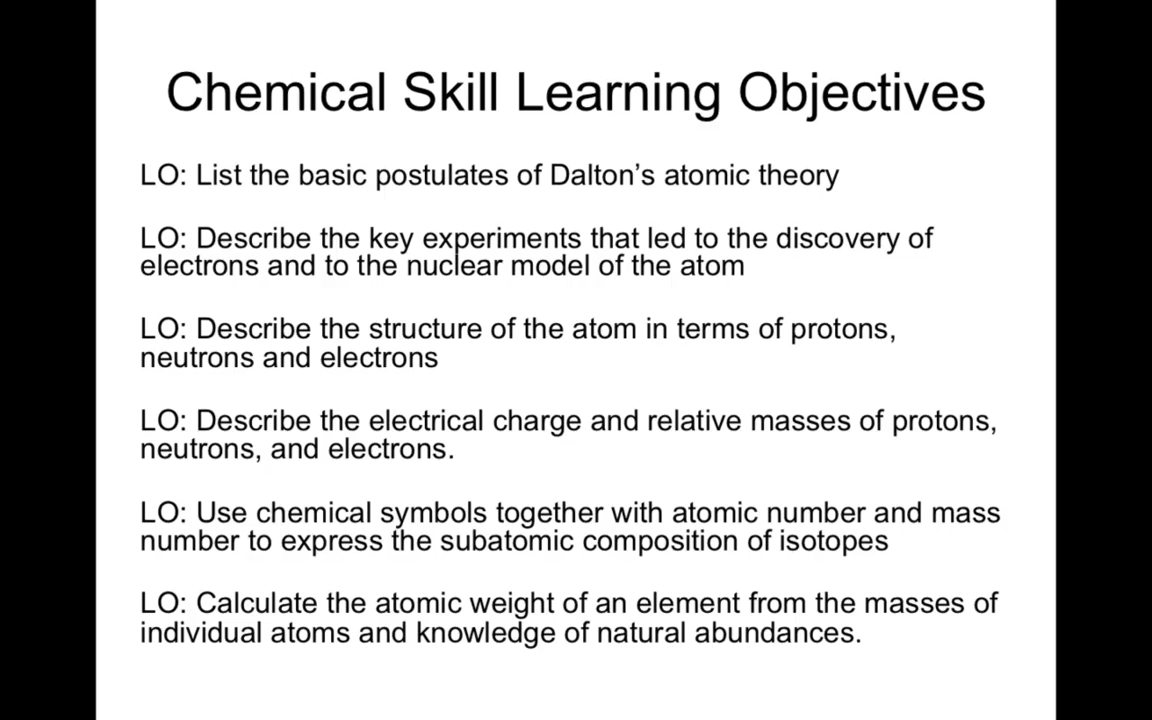 Chemical Skill Learning Objectives
LO: List the basic postulates of Dalton’s atomic theory
LO: Describe the key experiments that led to the discovery of
electrons and to the nuclear model of the atom
LO: Describe the structure of the atom in terms of protons,
neutrons and electrons
LO: Describe the electrical charge and relative masses of protons,
neutrons, and electrons.
LO: Use chemical symbols together with atomic number and mass
number to express the subatomic composition of isotopes
LO: Calculate the atomic weight of an element from the masses of
individual atoms and knowledge of natural abundances.